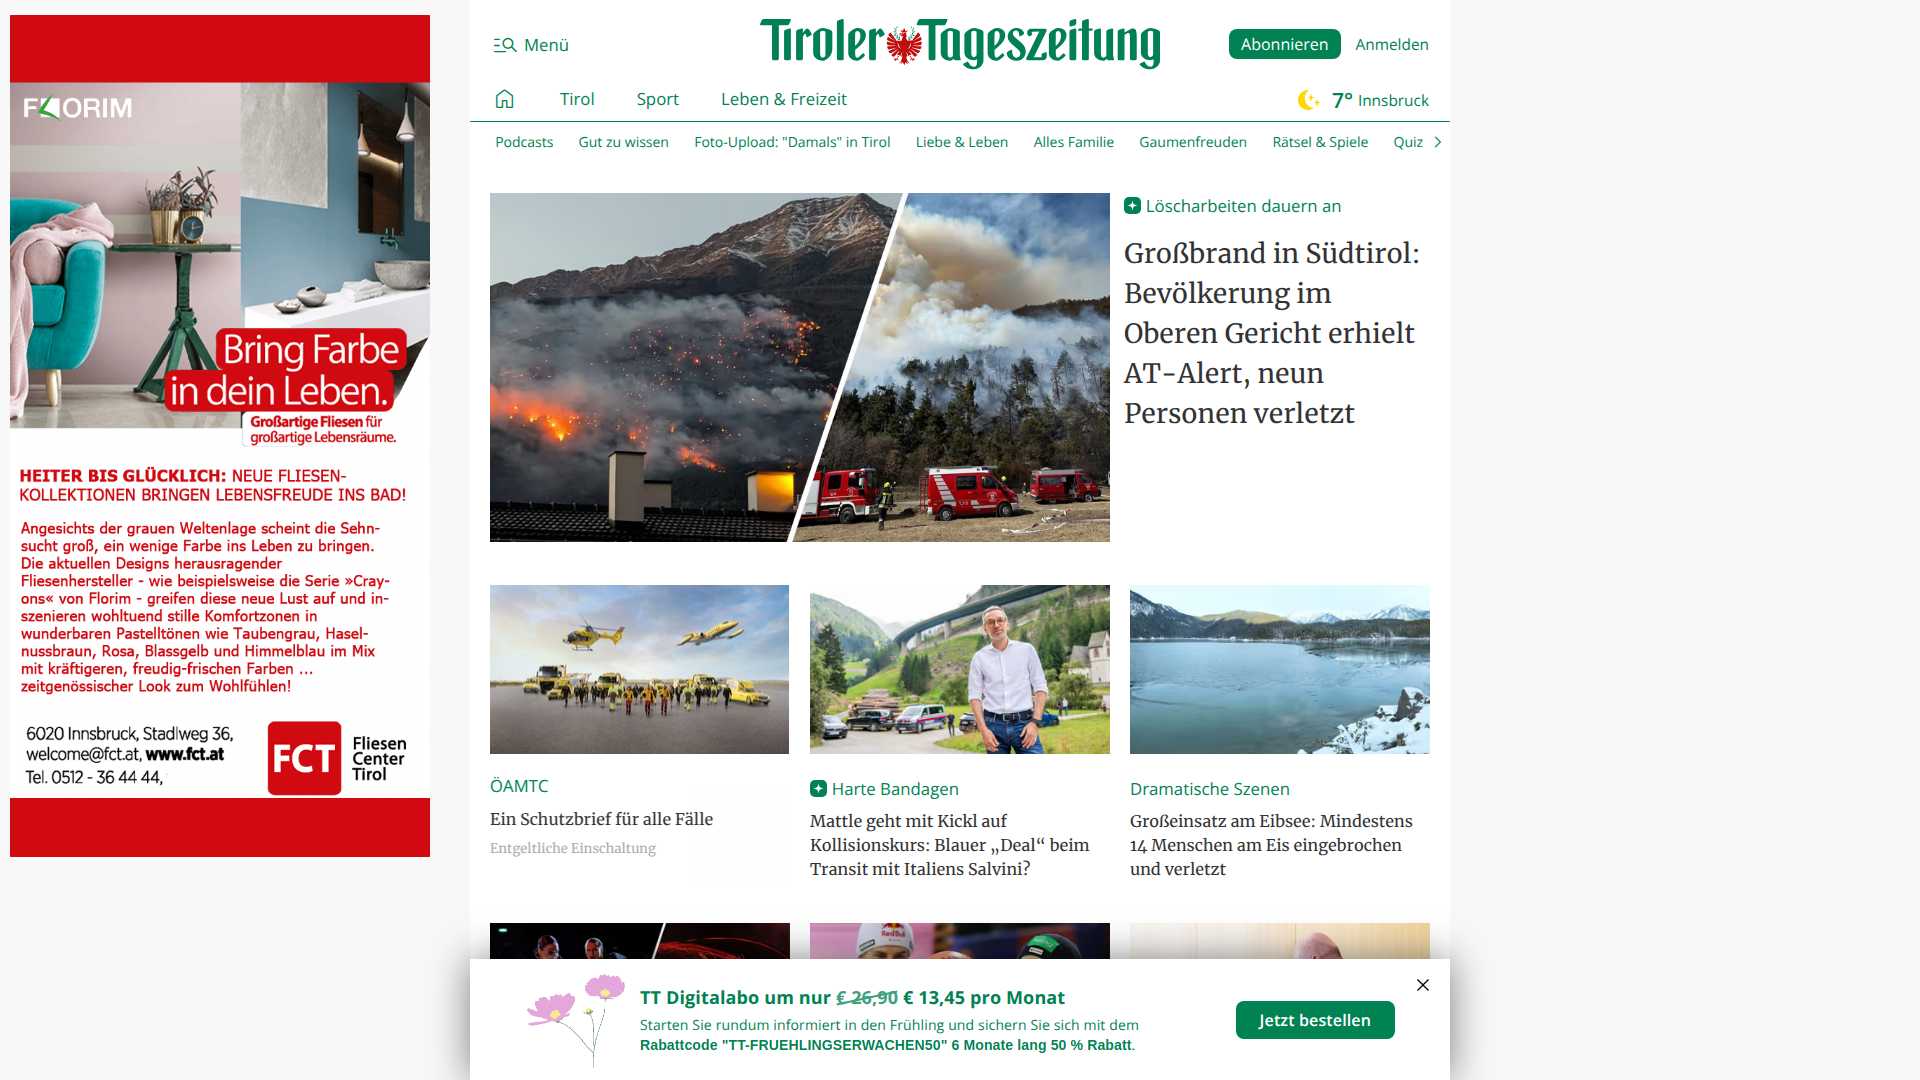 FLORIM
Bring Farbe
in dein Leben.
Großartige Fliesen für
großartige Lebensräume.
HEITER BIS GLÜCKLICH: NEUE FLIESEN-
KOLLEKTIONEN BRINGEN LEBENSFREUDE INS BAD!
Angesichts der grauen Weltenlage scheint die Sehn-
sucht groß, ein wenige Farbe ins Leben zu bringen.
Die aktuellen Designs herausragender
Fliesenhersteller - wie beispielsweise die Serie »Cray-
ons« von Florim - greifen diese neue Lust auf und in-
szenieren wohltuend stille Komfortzonen in
wunderbaren Pastelltönen wie Taubengrau, Hasel-
nussbraun, Rosa, Blassgelb und Himmelblau im Mix
mit kräftigeren, freudig-frischen Farben ...
zeitgenössischer Look zum Wohlfühlen!
6020 Innsbruck, Stadlweg 36,
welcome@fct.at, www.fct.at
Tel. 0512 - 36 44 44,
FCT
Fliesen
Center
Tirol
Menü
Tiroler Tageszeitung
Abonnieren
Anmelden
Tirol
Sport
Leben & Freizeit
7° Innsbruck
Podcasts
Gut zu wissen
Foto-Upload: "Damals" in Tirol
Liebe & Leben
Alles Familie
Gaumenfreuden
Rätsel & Spiele
Quiz
Löscharbeiten dauern an
Großbrand in Südtirol:
Bevölkerung im
Oberen Gericht erhielt
AT-Alert, neun
Personen verletzt
ÖAMTC
Ein Schutzbrief für alle Fälle
Entgeltliche Einschaltung
Harte Bandagen
Mattle geht mit Kickl auf
Kollisionskurs: Blauer „Deal“ beim
Transit mit Italiens Salvini?
Dramatische Szenen
Großeinsatz am Eibsee: Mindestens
14 Menschen am Eis eingebrochen
und verletzt
Red Bull
TT Digitalabo um nur € 26,90 € 13,45 pro Monat
Starten Sie rundum informiert in den Frühling und sichern Sie sich mit dem
Rabattcode "TT-FRUEHLINGSERWACHEN50" 6 Monate lang 50 % Rabatt.
Jetzt bestellen